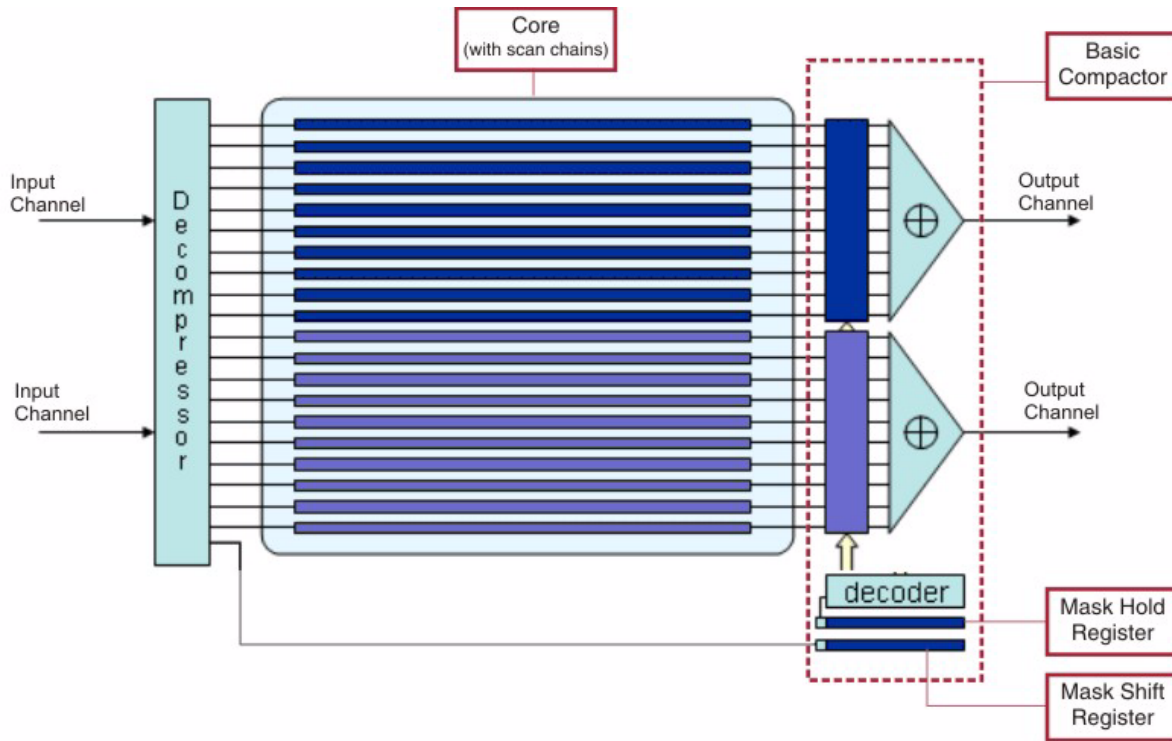 Core
(with scan chains)
Basic
Compactor
Input
Channel
Output
Channel
Decompressor
Input
Channel
Output
Channel
decoder
Mask Hold
Register
Mask Shift
Register